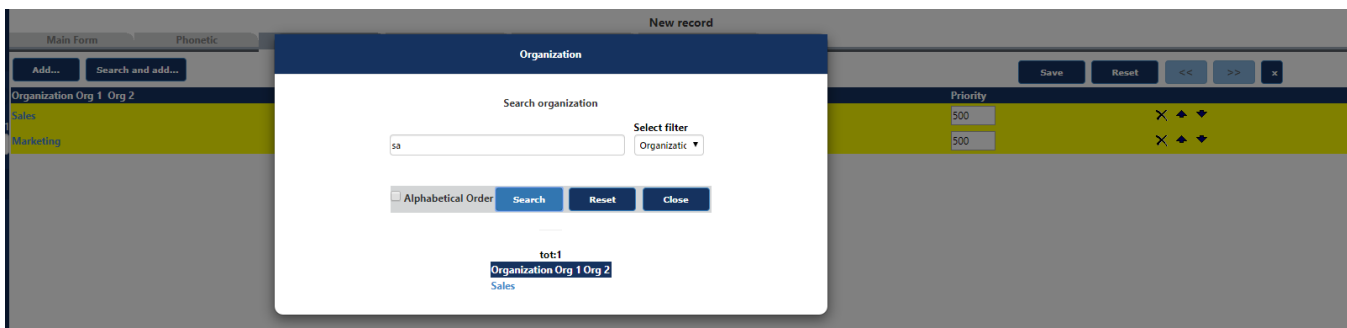 New record
Main Form Phonetic
Organization
Add... Search and add...
Save Reset << >> x
Organization Org 1 Org 2 Priority
Sales 500
Marketing 500
Search organization
Select filter
sa Organizatic
Alphabetical Order Search Reset Close
tot:1
Organization Org 1 Org 2
Sales